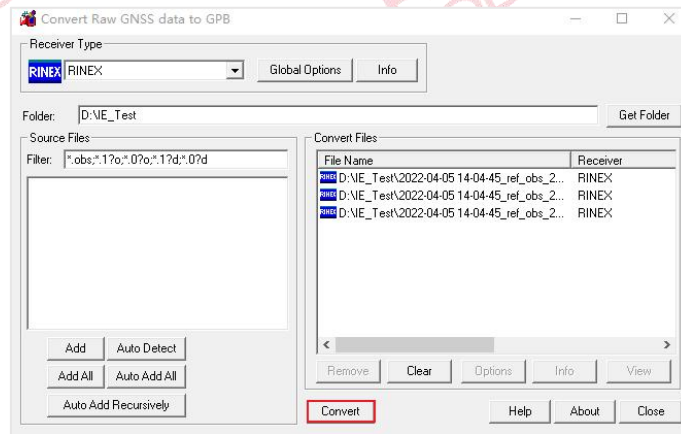 Convert Raw GNSS data to GPB
Receiver Type
RINEX RINEX
Global Options
Info
Folder: D:\IE_Test
Get Folder
Source Files
Filter: *.obs;*.1?o;*.0?o;*.1?d;*.0?d
Add
Auto Detect
Add All
Auto Add All
Auto Add Recursively
Convert Files
File Name Receiver
RINEX D:\IE_Test\2022-04-05 14-04-45_ref_obs_2... RINEX
RINEX D:\IE_Test\2022-04-05 14-04-45_ref_obs_2... RINEX
RINEX D:\IE_Test\2022-04-05 14-04-45_ref_obs_2... RINEX
Remove
Clear
Options
Info
View
Convert
Help
About
Close